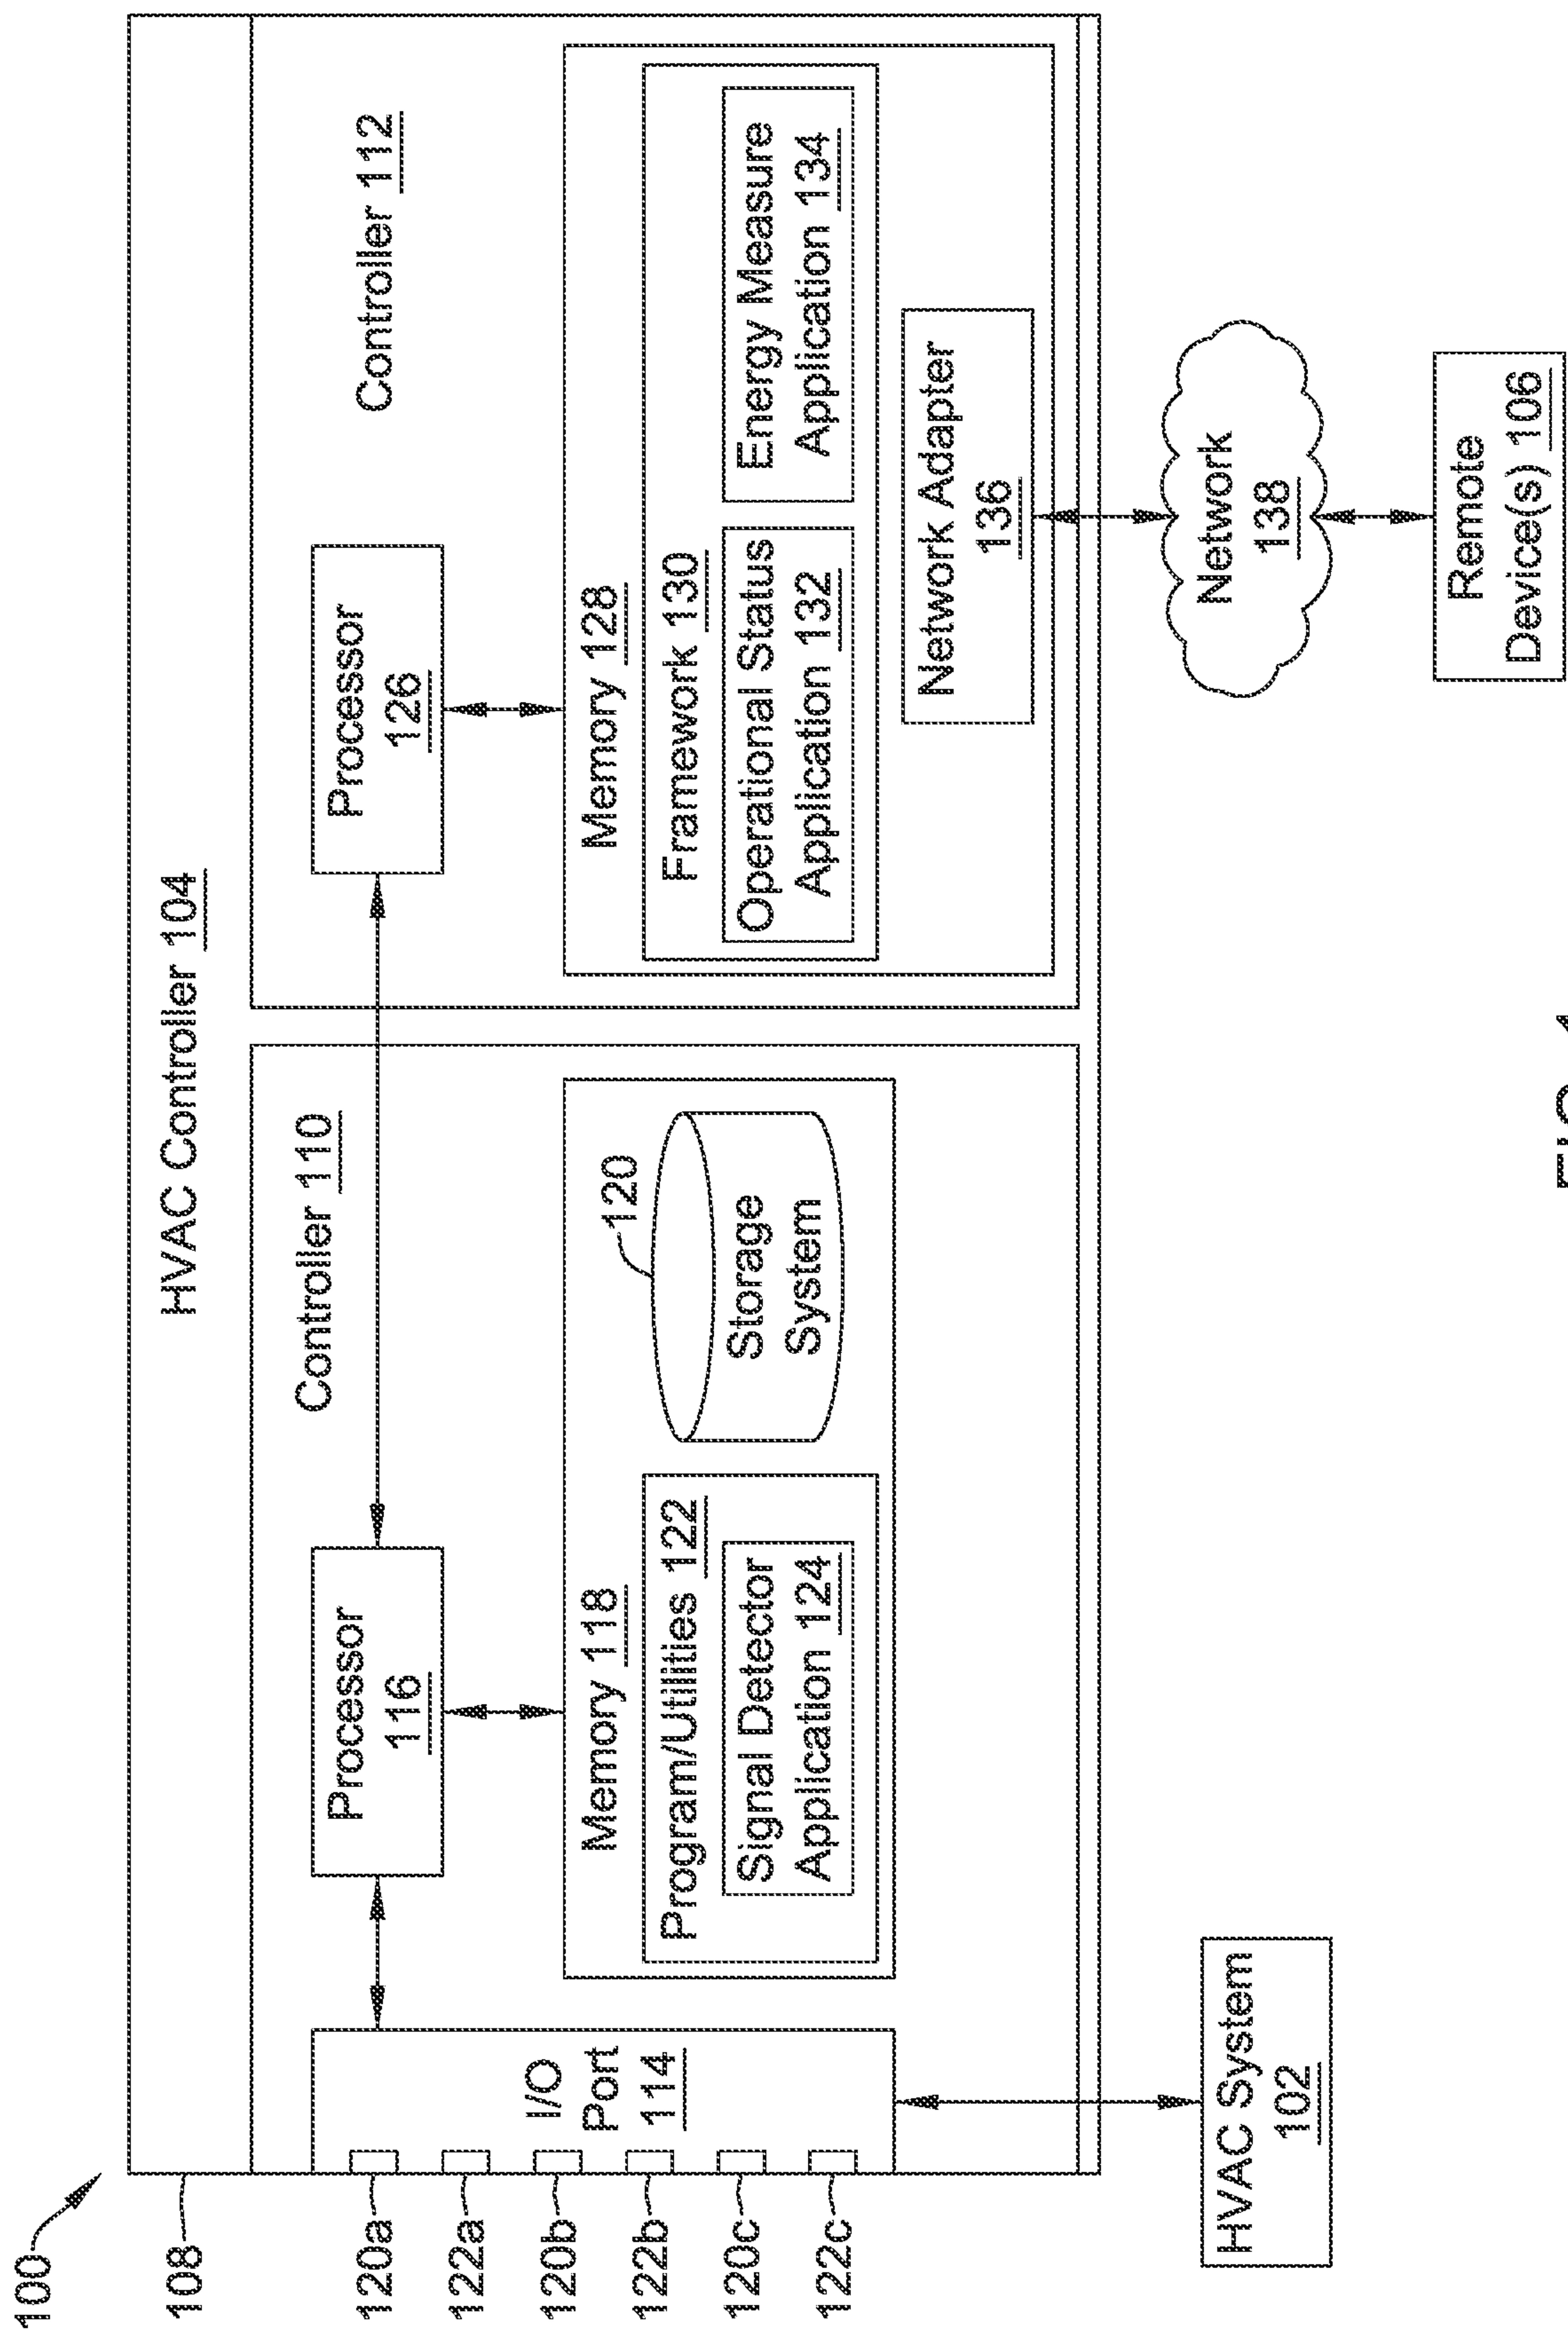 100
108
HVAC Controller 104
Controller 110
Controller 112
120a
122a
120b
122b
120c
122c
I/O
Port
114
Processor
116
Processor
126
Memory 118
Program/Utilities 122
Signal Detector
Application 124
120
Storage
System
Memory 128
Framework 130
Operational Status
Application 132
Energy Measure
Application 134
Network Adapter
136
HVAC System
102
Network
138
Remote
Device(s) 106